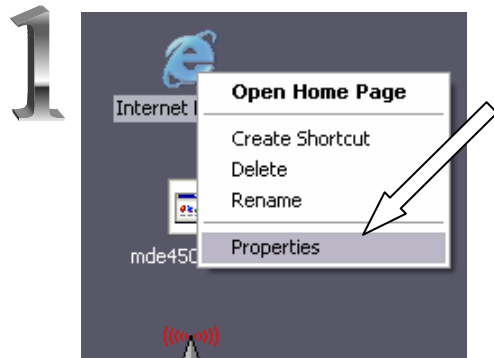 1
Internet
Open Home Page
Create Shortcut
Delete
Rename
Properties
mde450